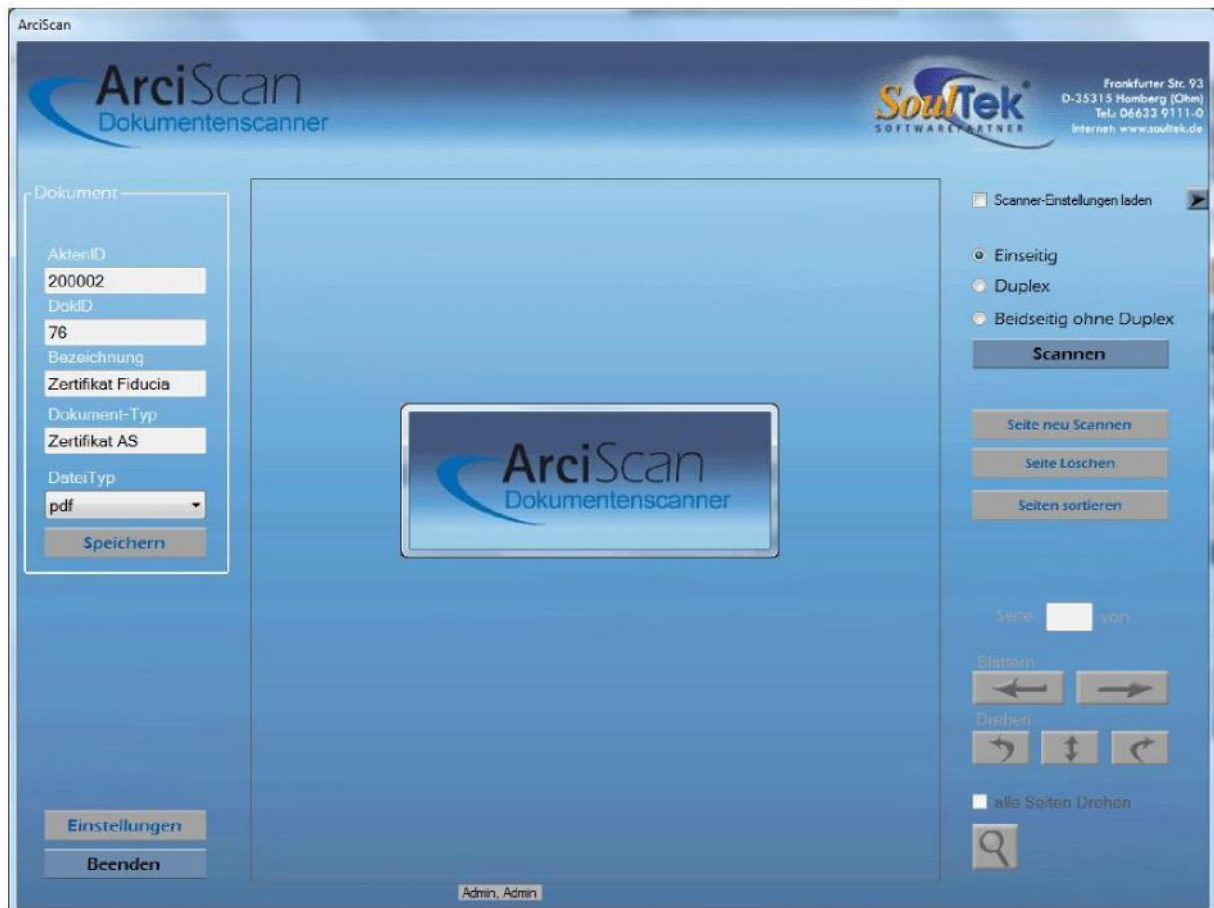 ArciScan
ArciScan
Dokumentenscanner
SoulTek
SOFTWAREPARTNER
Frankfurter Str. 93
D-35315 Homberg (Ohm)
Tel.: 06633 9111-0
Internet: www.soultek.de
Dokument
AktenID
200002
DokID
76
Bezeichnung
Zertifikat Fiducia
Dokument-Typ
Zertifikat AS
DateiTyp
pdf
Speichern
Einstellungen
Beenden
ArciScan
Dokumentenscanner
Admin, Admin
Scanner-Einstellungen laden
Einseitig
Duplex
Beidseitig ohne Duplex
Scannen
Seite neu Scannen
Seite Löschen
Seiten sortieren
Seite von
Blättern
Drehen
alle Seiten Drehen